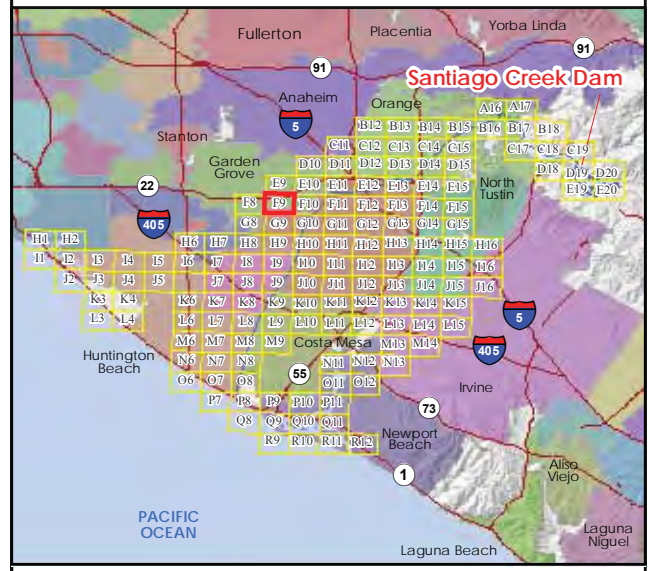 Fullerton
Placentia
Yorba Linda
91
91
Santiago Creek Dam
Anaheim
Orange
A16 A17
5
B12 B13 B14 B15 B16 B17 B18
Stanton
C11 C12 C13 C14 C15 C17 C18 C19
Garden
Grove
D10 D11 D12 D13 D14 D15 D18 D19 D20
22
E9 E10 E11 E12 E13 E14 E15 E19 E20
North
Tustin
F8 F9 F10 F11 F12 F13 F14 F15
405
G8 G9 G10 G11 G12 G13 G14 G15
H1 H2 H6 H7 H8 H9 H10 H11 H12 H13 H14 H15 H16
I1 I2 I3 I4 I5 I6 I7 I8 I9 I10 I11 I12 I13 I14 I15 I16
J2 J3 J4 J5 J7 J8 J9 J10 J11 J12 J13 J14 J15 J16
K3 K4 K6 K7 K8 K9 K10 K11 K12 K13 K14 K15
5
L3 L4 L6 L7 L8 L9 L10 L11 L12 L13 L14 L15
M6 M7 M8 M9 Costa Mesa M13 M14
405
Huntington
Beach
N6 N7 N8 N11 N12 N13
55
O6 O7 O8 O11 O12
Irvine
P7 P8 P9 P10 P11
73
Q8 Q9 Q10 Q11
Newport
Beach
R9 R10 R11 R12
1
Aliso
Viejo
PACIFIC
OCEAN
Laguna
Niguel
Laguna Beach